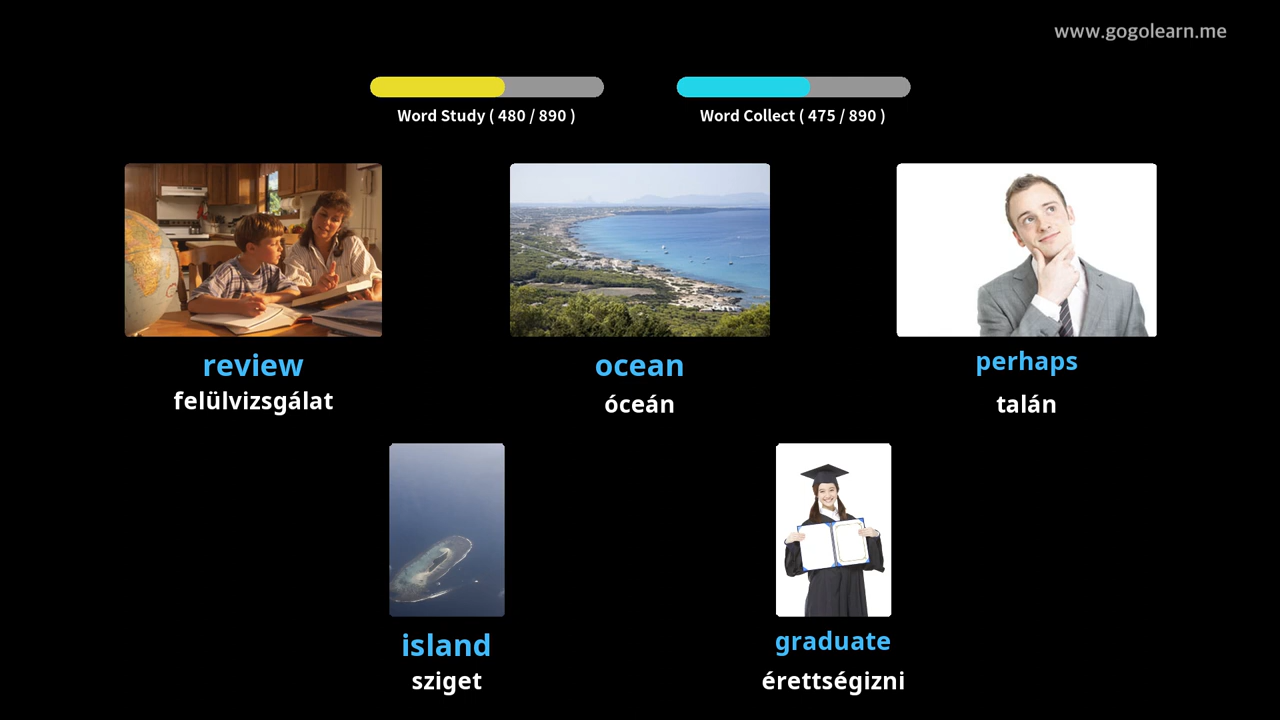 www.gogolearn.me
Word Study ( 480 / 890 )
Word Collect ( 475 / 890 )
review
felülvizsgálat
ocean
óceán
perhaps
talán
island
sziget
graduate
érettségizni